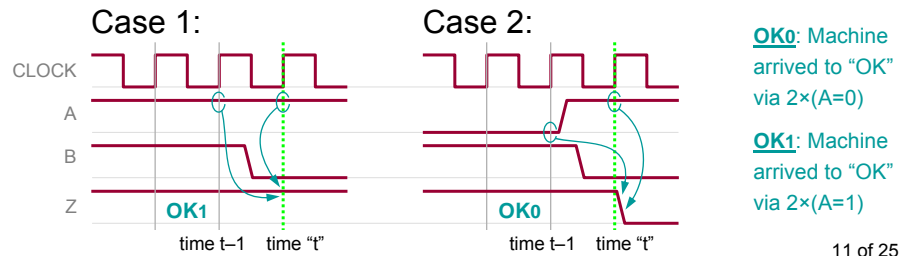 Case 1:
Case 2:
CLOCK
A
B
Z
OK1
OK0
time t–1
time “t”
time t–1
time “t”
OK0: Machine
arrived to “OK”
via 2×(A=0)
OK1: Machine
arrived to “OK”
via 2×(A=1)
11 of 25